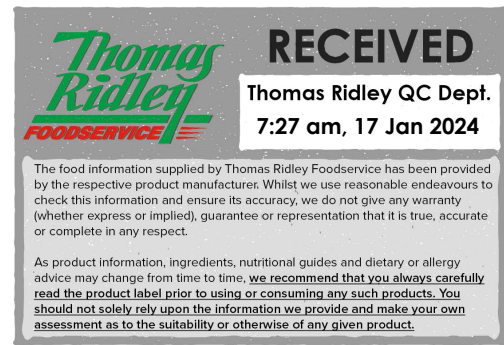 Thomas
Ridley
FOODSERVICE
RECEIVED
Thomas Ridley QC Dept.
7:27 am, 17 Jan 2024
The food information supplied by Thomas Ridley Foodservice has been provided
by the respective product manufacturer. Whilst we use reasonable endeavours to
check this information and ensure its accuracy, we do not give any warranty
(whether express or implied), guarantee or representation that it is true, accurate
or complete in any respect.
As product information, ingredients, nutritional guides and dietary or allergy
advice may change from time to time, we recommend that you always carefully
read the product label prior to using or consuming any such products. You
should not solely rely upon the information we provide and make your own
assessment as to the suitability or otherwise of any given product.